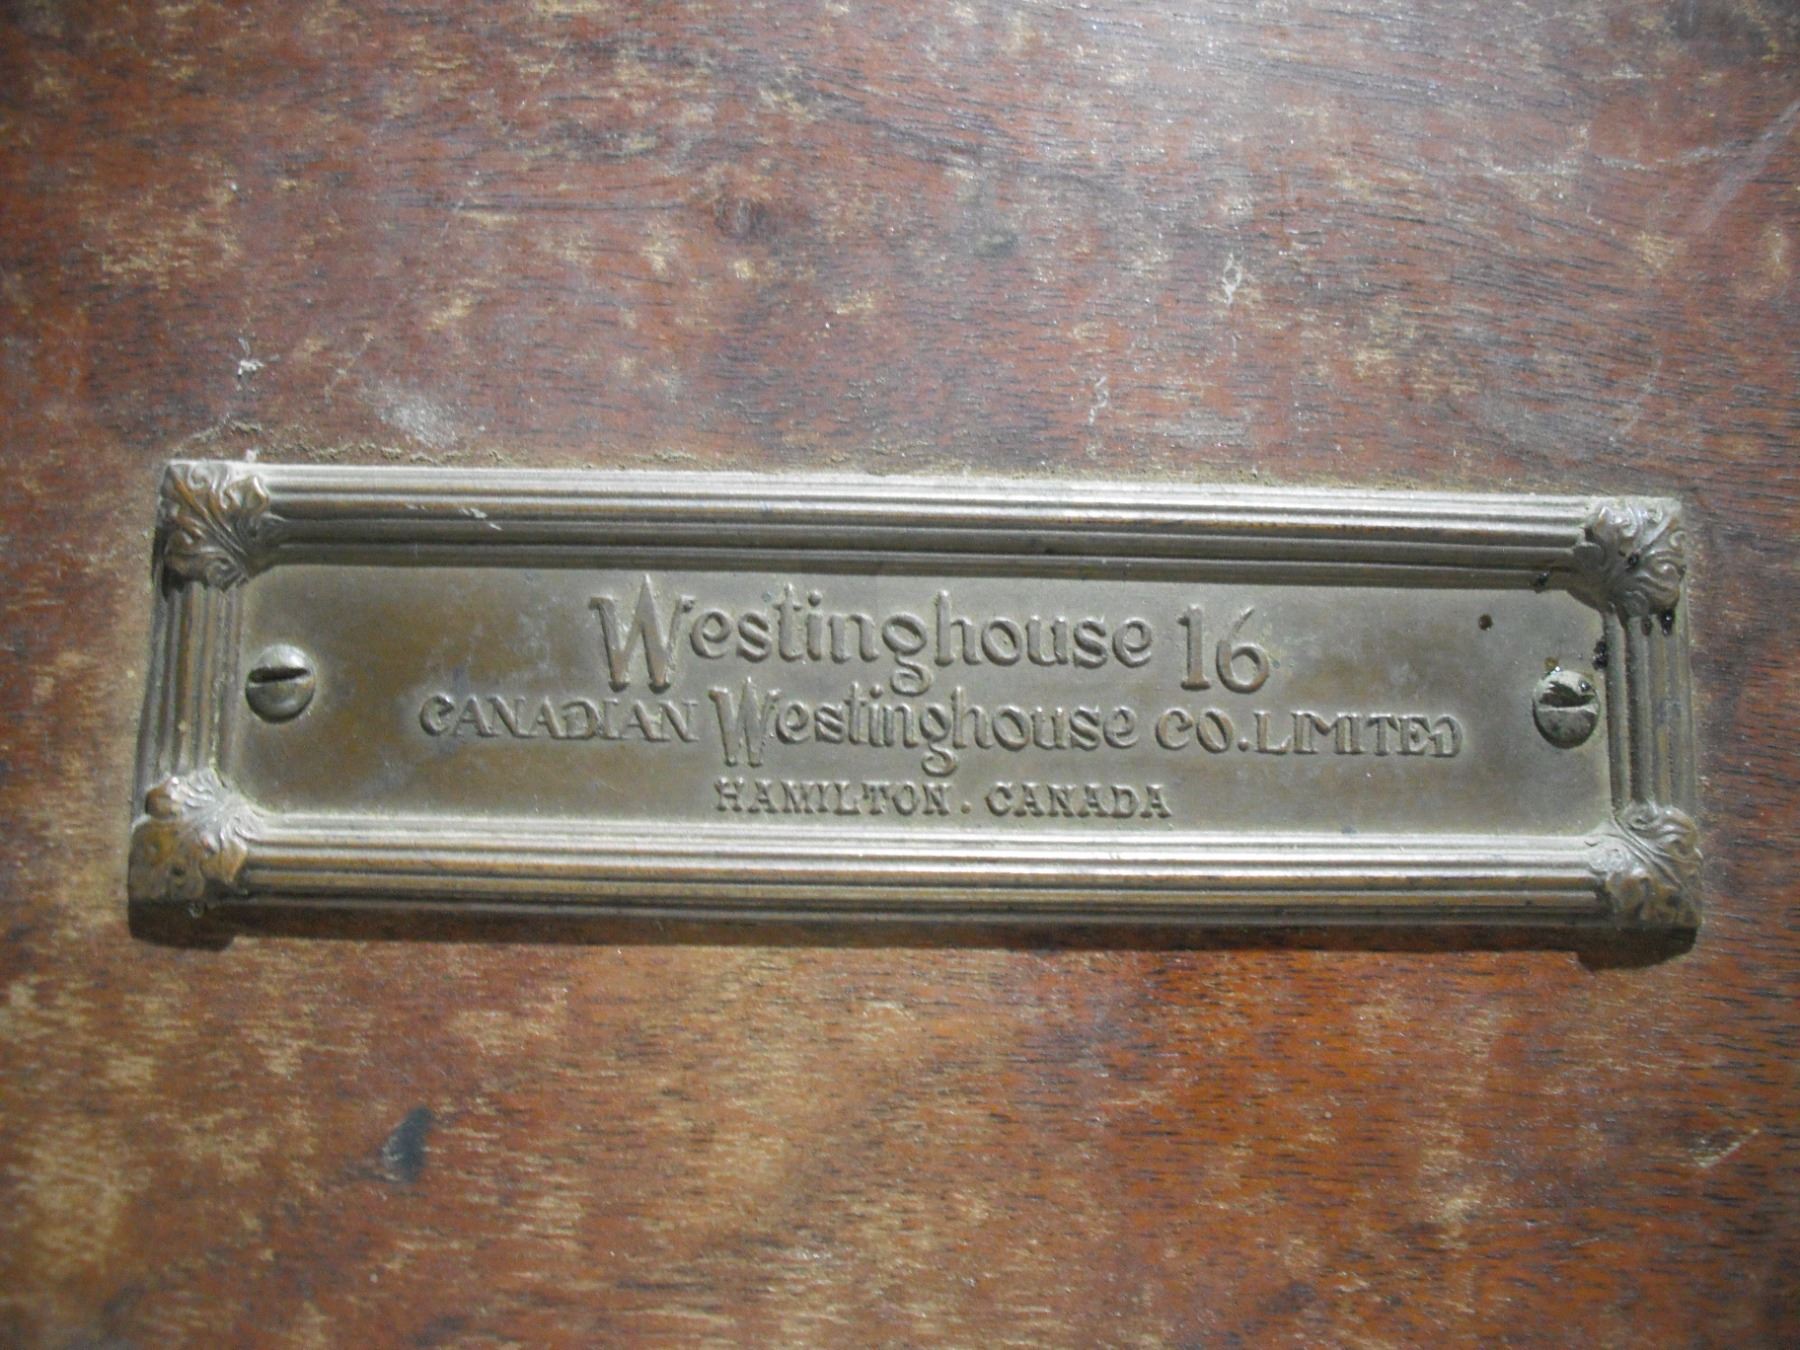 Westinghouse 16
CANADIAN Westinghouse CO. LIMITED
HAMILTON . CANADA